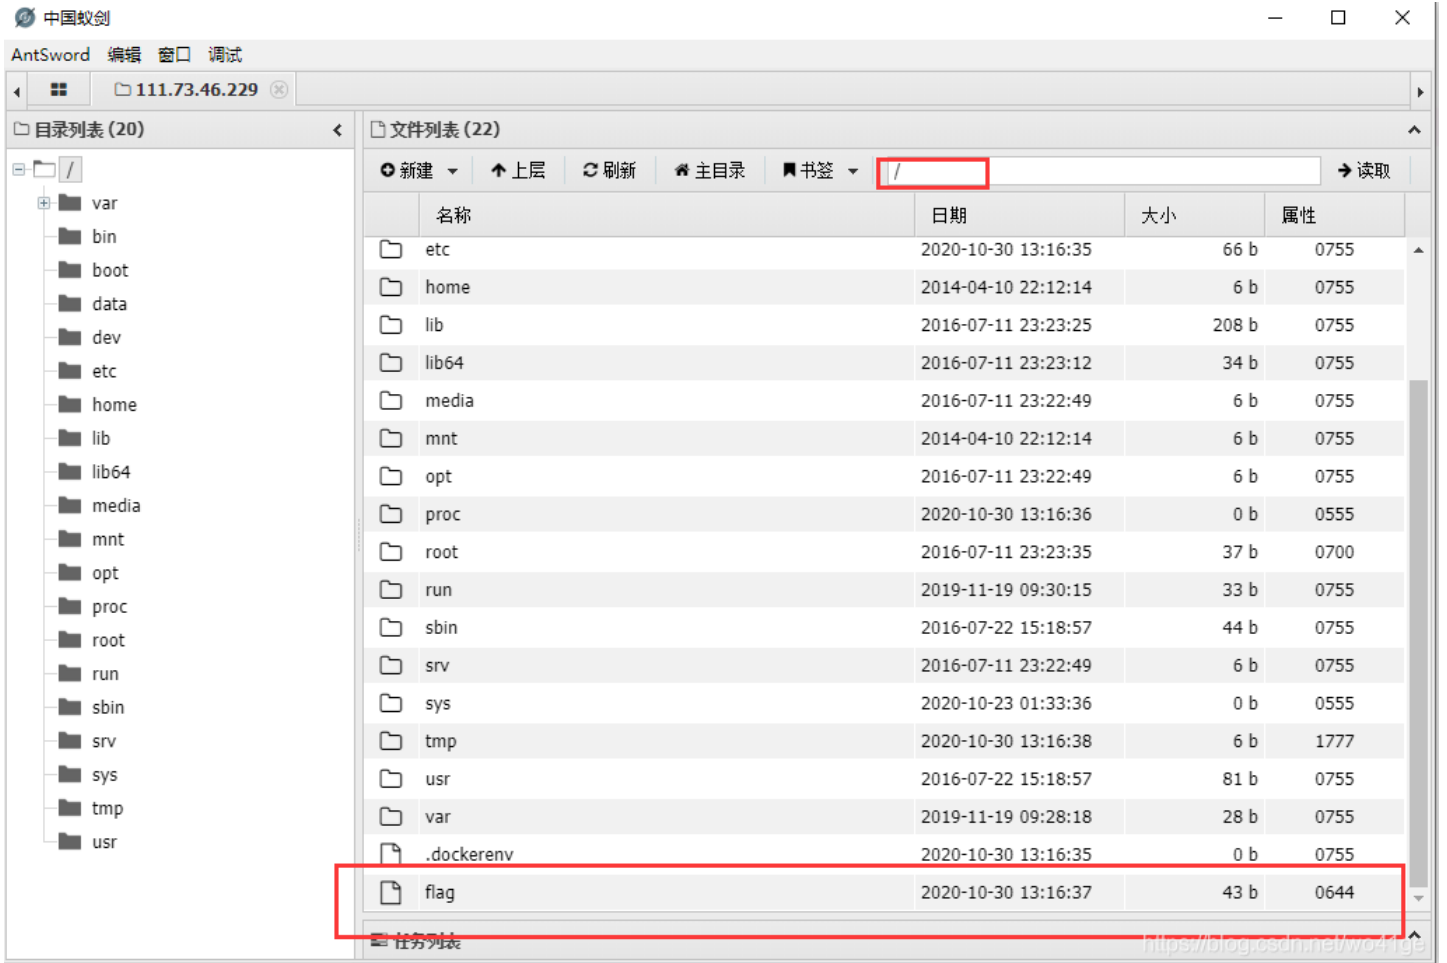 中国蚁剑
AntSword 编辑 窗口 调试
111.73.46.229
目录列表 (20)
/
var
bin
boot
data
dev
etc
home
lib
lib64
media
mnt
opt
proc
root
run
sbin
srv
sys
tmp
usr
文件列表 (22)
新建 上层 刷新 主目录 书签 / 读取
名称 日期 大小 属性
etc 2020-10-30 13:16:35 66 b 0755
home 2014-04-10 22:12:14 6 b 0755
lib 2016-07-11 23:23:25 208 b 0755
lib64 2016-07-11 23:23:12 34 b 0755
media 2016-07-11 23:22:49 6 b 0755
mnt 2014-04-10 22:12:14 6 b 0755
opt 2016-07-11 23:22:49 6 b 0755
proc 2020-10-30 13:16:36 0 b 0555
root 2016-07-11 23:23:35 37 b 0700
run 2019-11-19 09:30:15 33 b 0755
sbin 2016-07-22 15:18:57 44 b 0755
srv 2016-07-11 23:22:49 6 b 0755
sys 2020-10-23 01:33:36 0 b 0555
tmp 2020-10-30 13:16:38 6 b 1777
usr 2016-07-22 15:18:57 81 b 0755
var 2019-11-19 09:28:18 28 b 0755
.dockerenv 2020-10-30 13:16:35 0 b 0755
flag 2020-10-30 13:16:37 43 b 0644
任务列表
https://blog.csdn.net/wo41ge